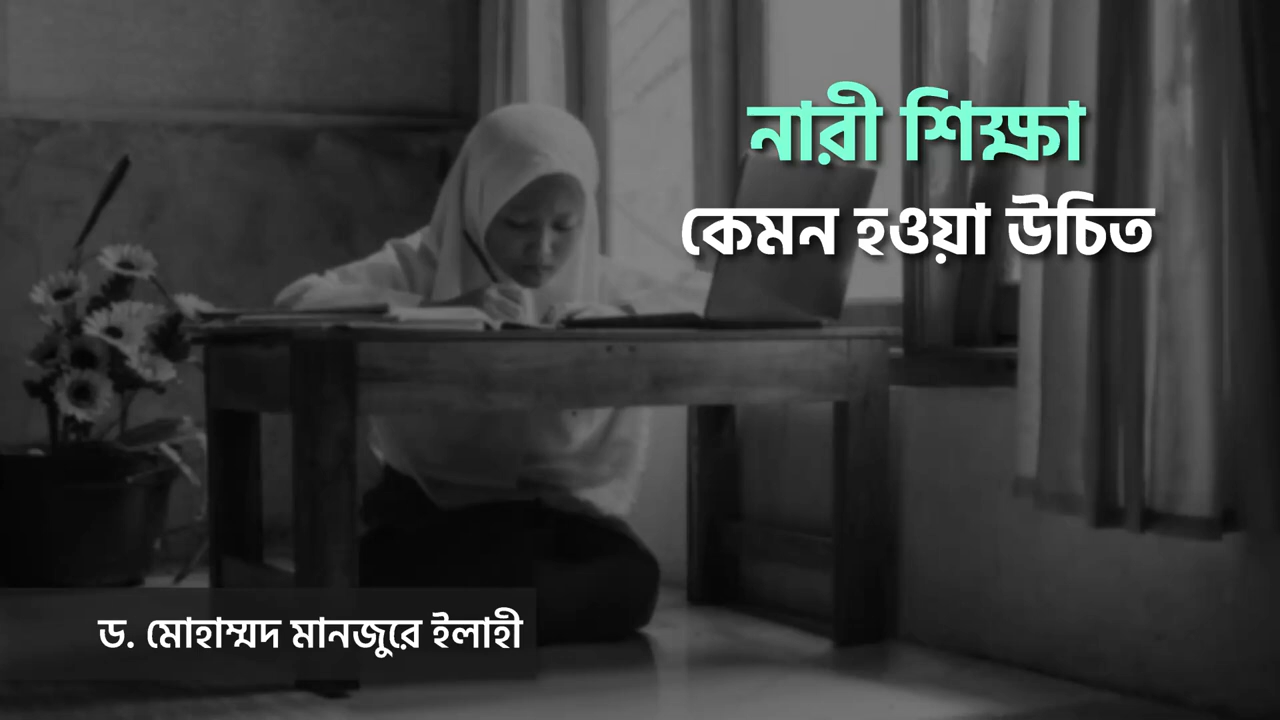 নারী শিক্ষা
কেমন হওয়া উচিত
ড. মোহাম্মদ মানজুরে ইলাহী